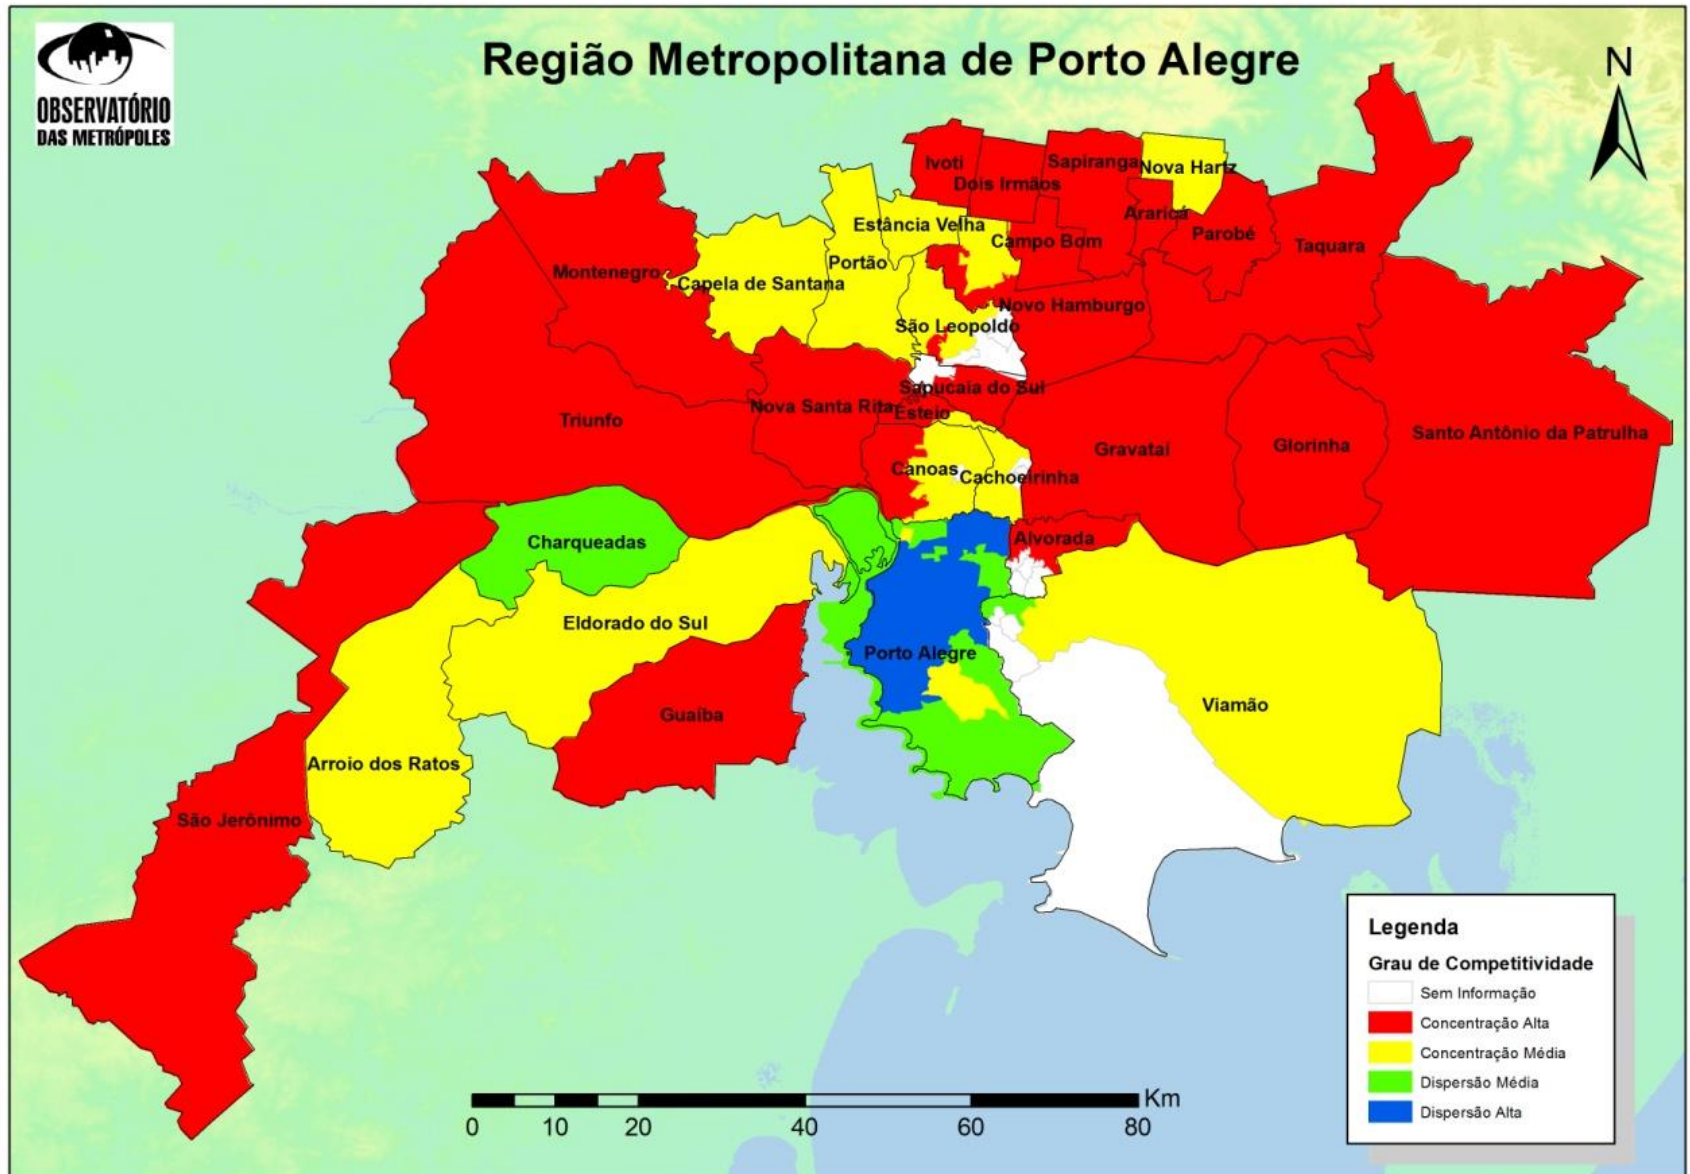 Região Metropolitana de Porto Alegre
OBSERVATÓRIO
DAS METRÓPOLES
N
Ivoti
Sapiranga
Nova Hartz
Dois Irmãos
Araricá
Estância Velha
Parobé
Campo Bom
Taquara
Portão
Montenegro
Capela de Santana
Novo Hamburgo
São Leopoldo
Sapucaia do Sul
Nova Santa Rita
Esteio
Triunfo
Santo Antônio da Patrulha
Glorinha
Gravataí
Canoas
Cachoeirinha
Alvorada
Charqueadas
Eldorado do Sul
Porto Alegre
Viamão
Guaíba
Arroio dos Ratos
São Jerônimo
Legenda
Grau de Competitividade
Sem Informação
Concentração Alta
Concentração Média
Dispersão Média
Dispersão Alta
Km
0 10 20 40 60 80